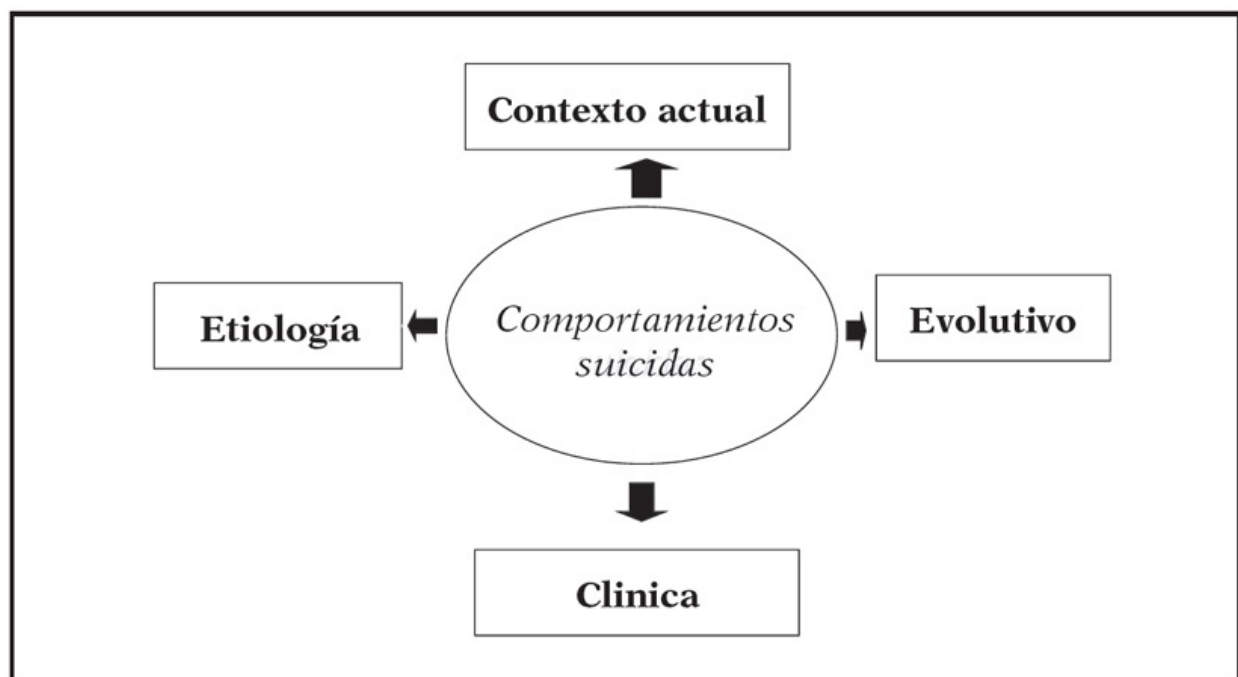 Contexto actual
Etiología
Comportamientos
suicidas
Evolutivo
Clinica